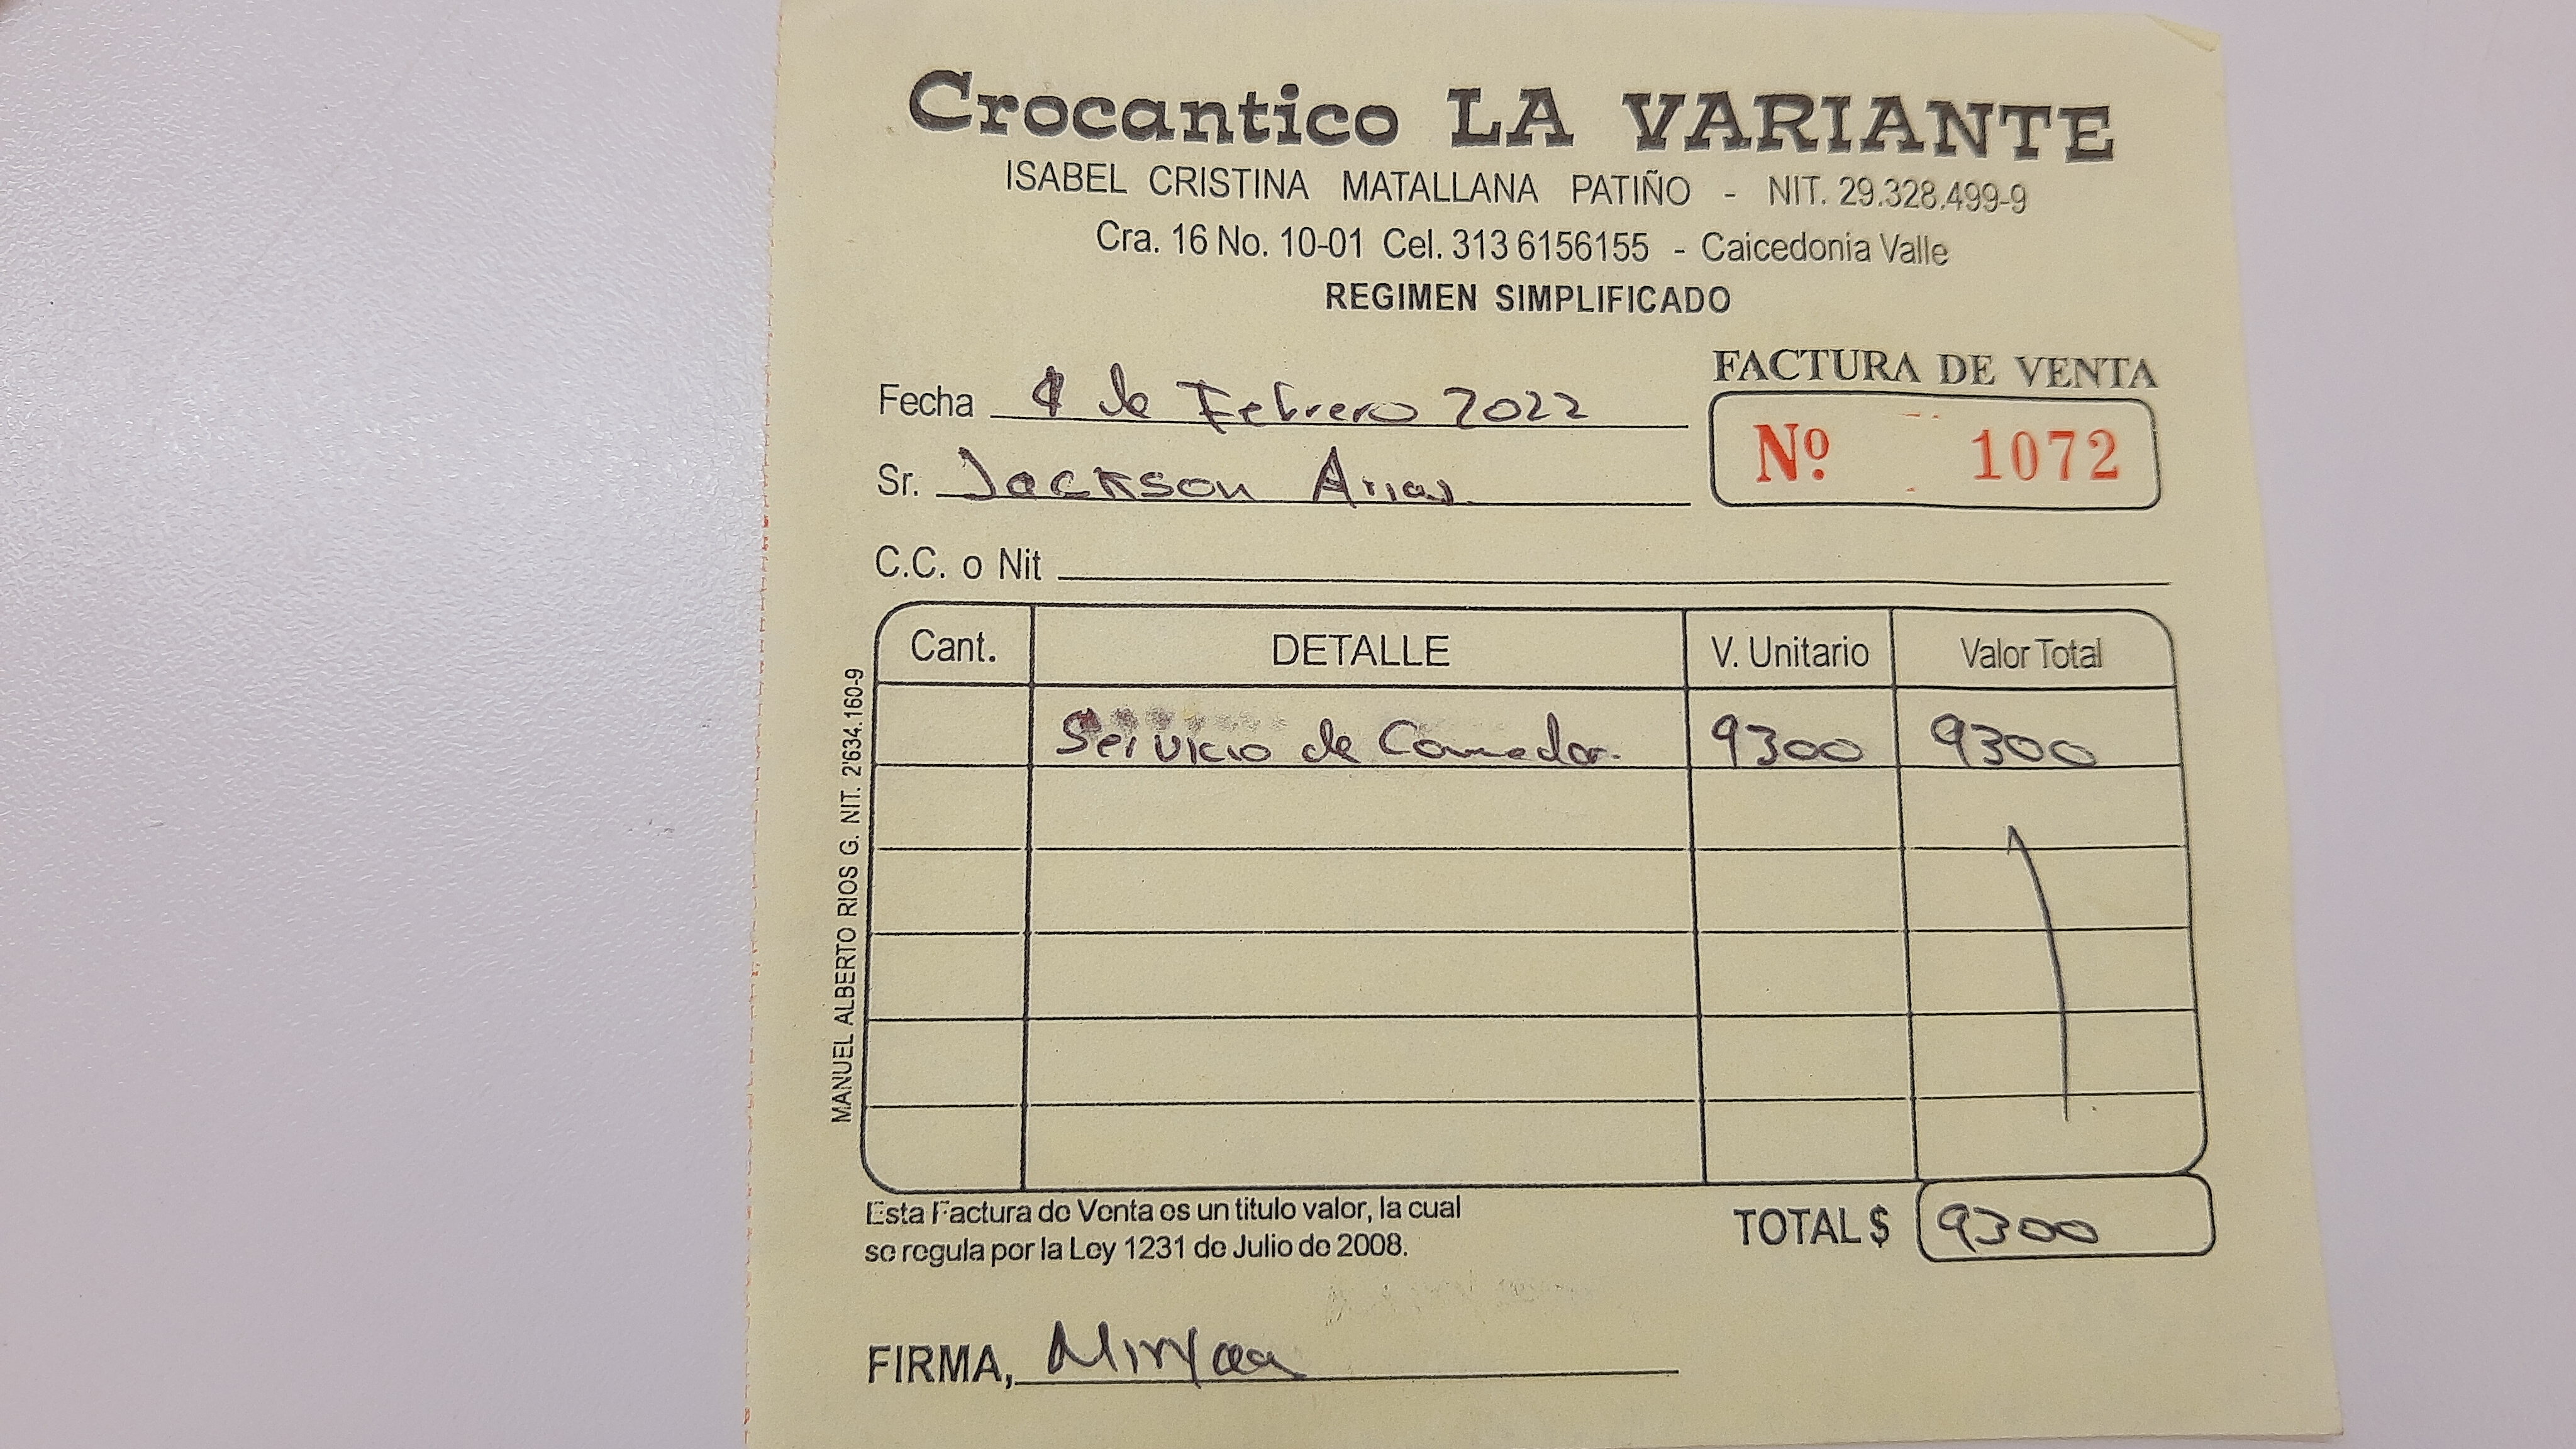 Crocantico LA VARIANTE
ISABEL CRISTINA MATALLANA PATIÑO - NIT. 29.328.499-9
Cra. 16 No. 10-01 Cel. 313 6156155 - Caicedonia Valle
REGIMEN SIMPLIFICADO
FACTURA DE VENTA
Nº 1072
Fecha de Febrero 2022
Sr. Jackson Arias
C.C. o Nit
Cant. DETALLE V. Unitario Valor Total
Servicio de Comedor. 9300 9300
MANUEL ALBERTO RIOS G. NIT. 2'634.160-9
Esta Factura de Venta es un titulo valor, la cual
se regula por la Ley 1231 de Julio de 2008.
TOTAL $ 9300
FIRMA,